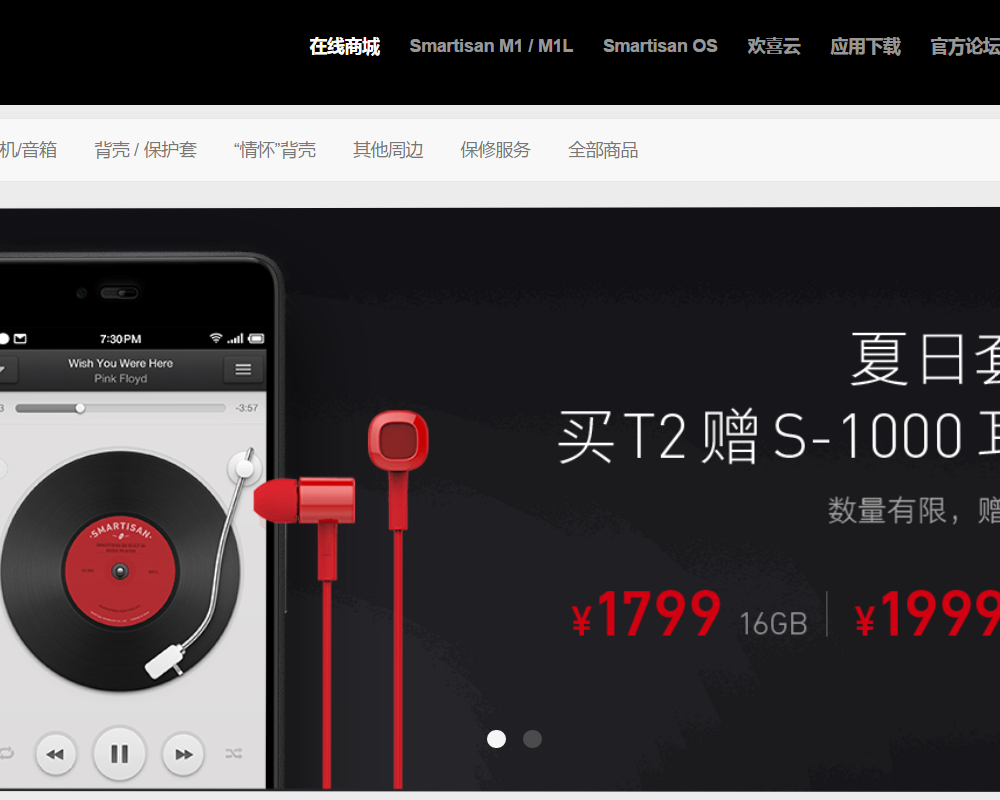 在线商城 Smartisan M1 / M1L Smartisan OS 欢喜云 应用下载 官方论坛
机/音箱 背壳 / 保护套 “情怀”背壳 其他周边 保修服务 全部商品
7:30PM
Wish You Were Here
Pink Floyd
-3:57
SMARTISAN
夏日套
买T2赠S-1000
数量有限，赠
¥1799 16GB ¥1999